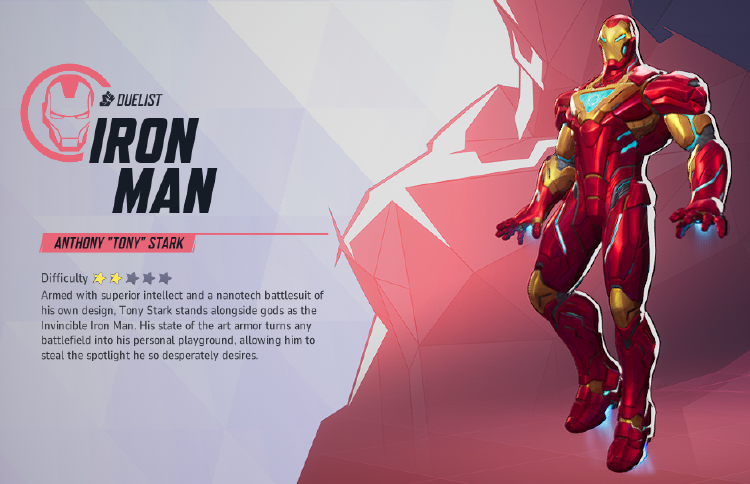 DUELIST
IRON
MAN
ANTHONY "TONY" STARK
Difficulty
Armed with superior intellect and a nanotech battlesuit of
his own design, Tony Stark stands alongside gods as the
Invincible Iron Man. His state of the art armor turns any
battlefield into his personal playground, allowing him to
steal the spotlight he so desperately desires.